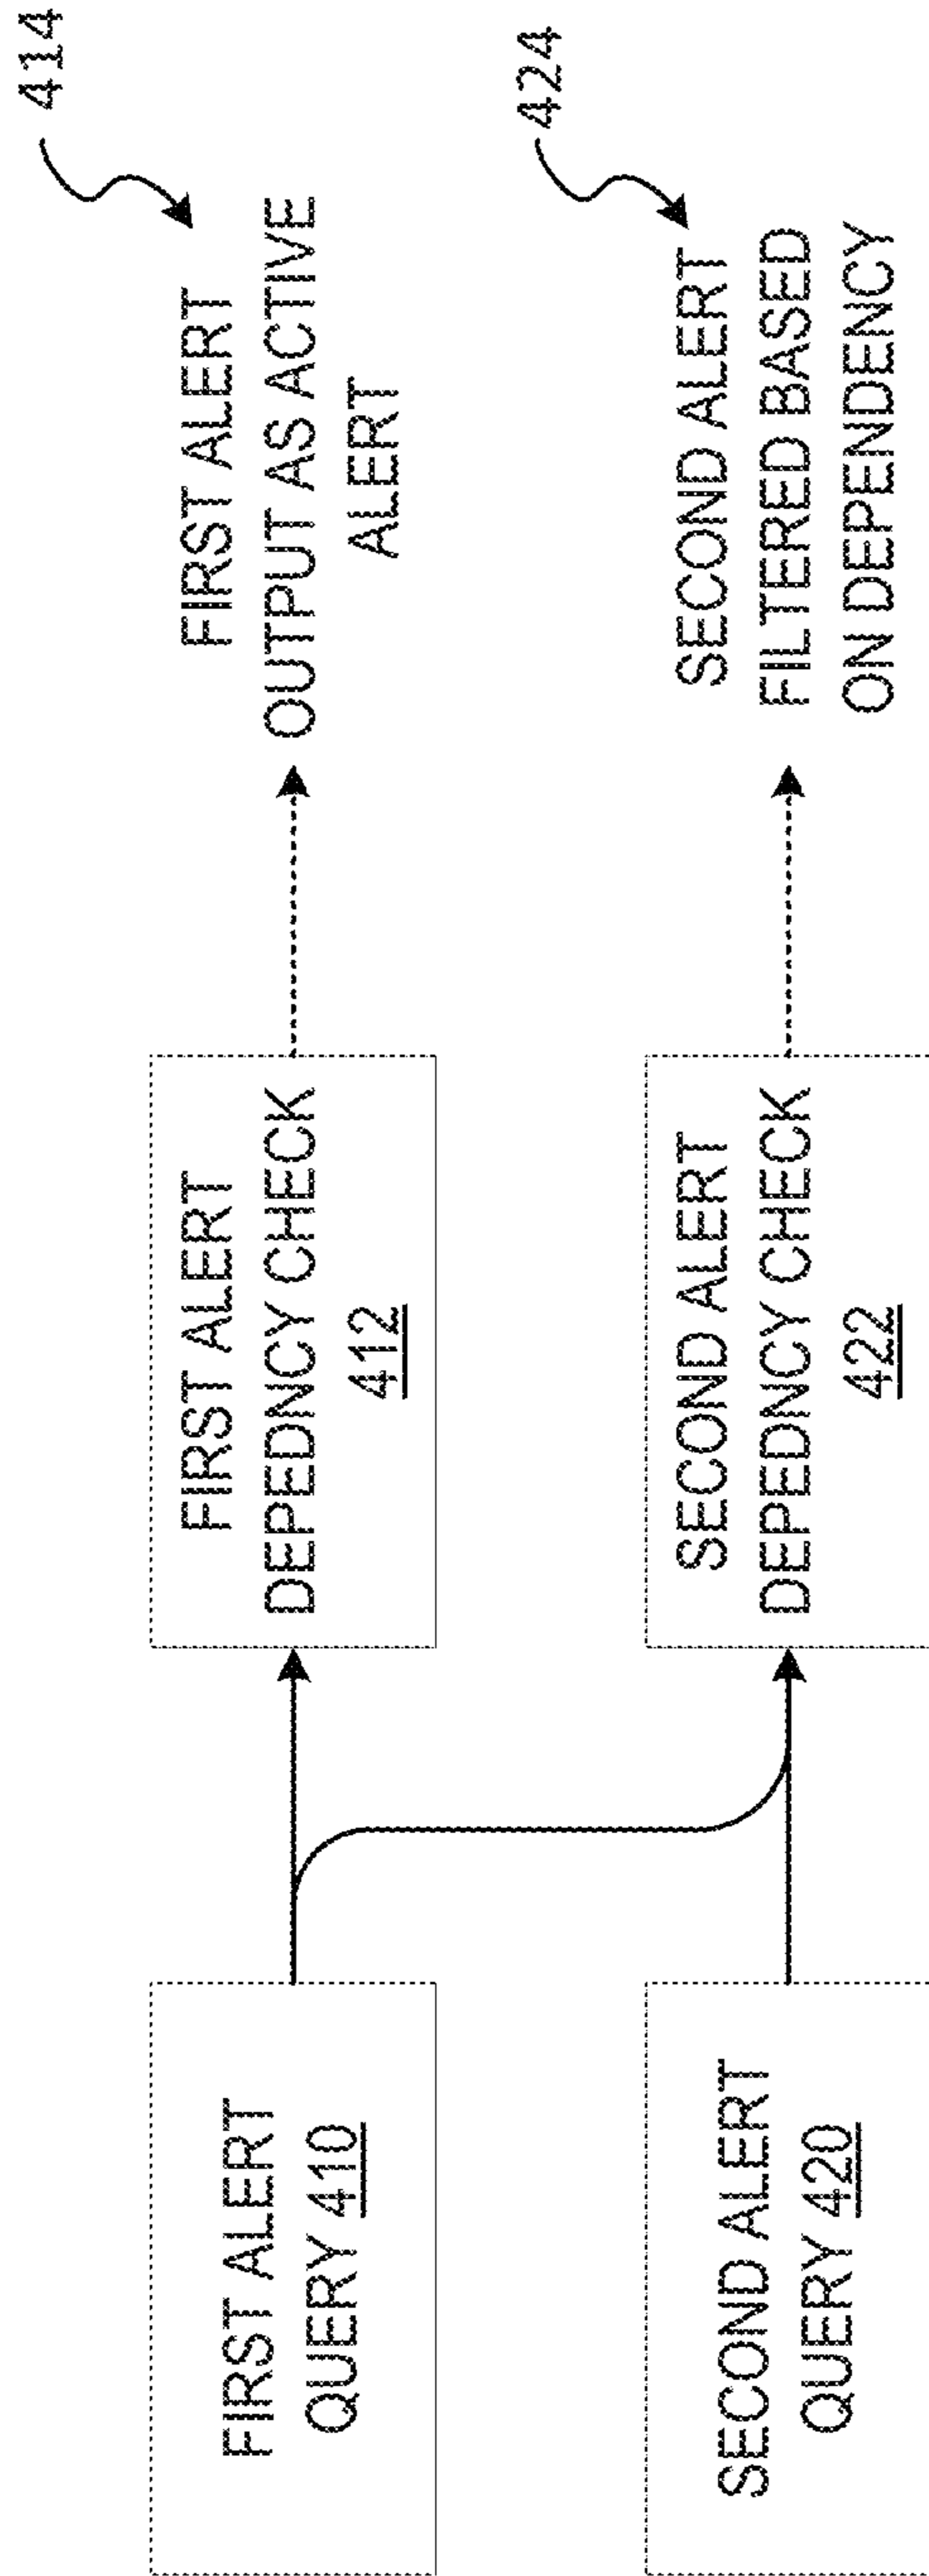 FIRST ALERT
QUERY 410
FIRST ALERT
DEPEDNCY CHECK
412
FIRST ALERT
OUTPUT AS ACTIVE
ALERT
414
SECOND ALERT
QUERY 420
SECOND ALERT
DEPEDNCY CHECK
422
SECOND ALERT
FILTERED BASED
ON DEPENDENCY
424